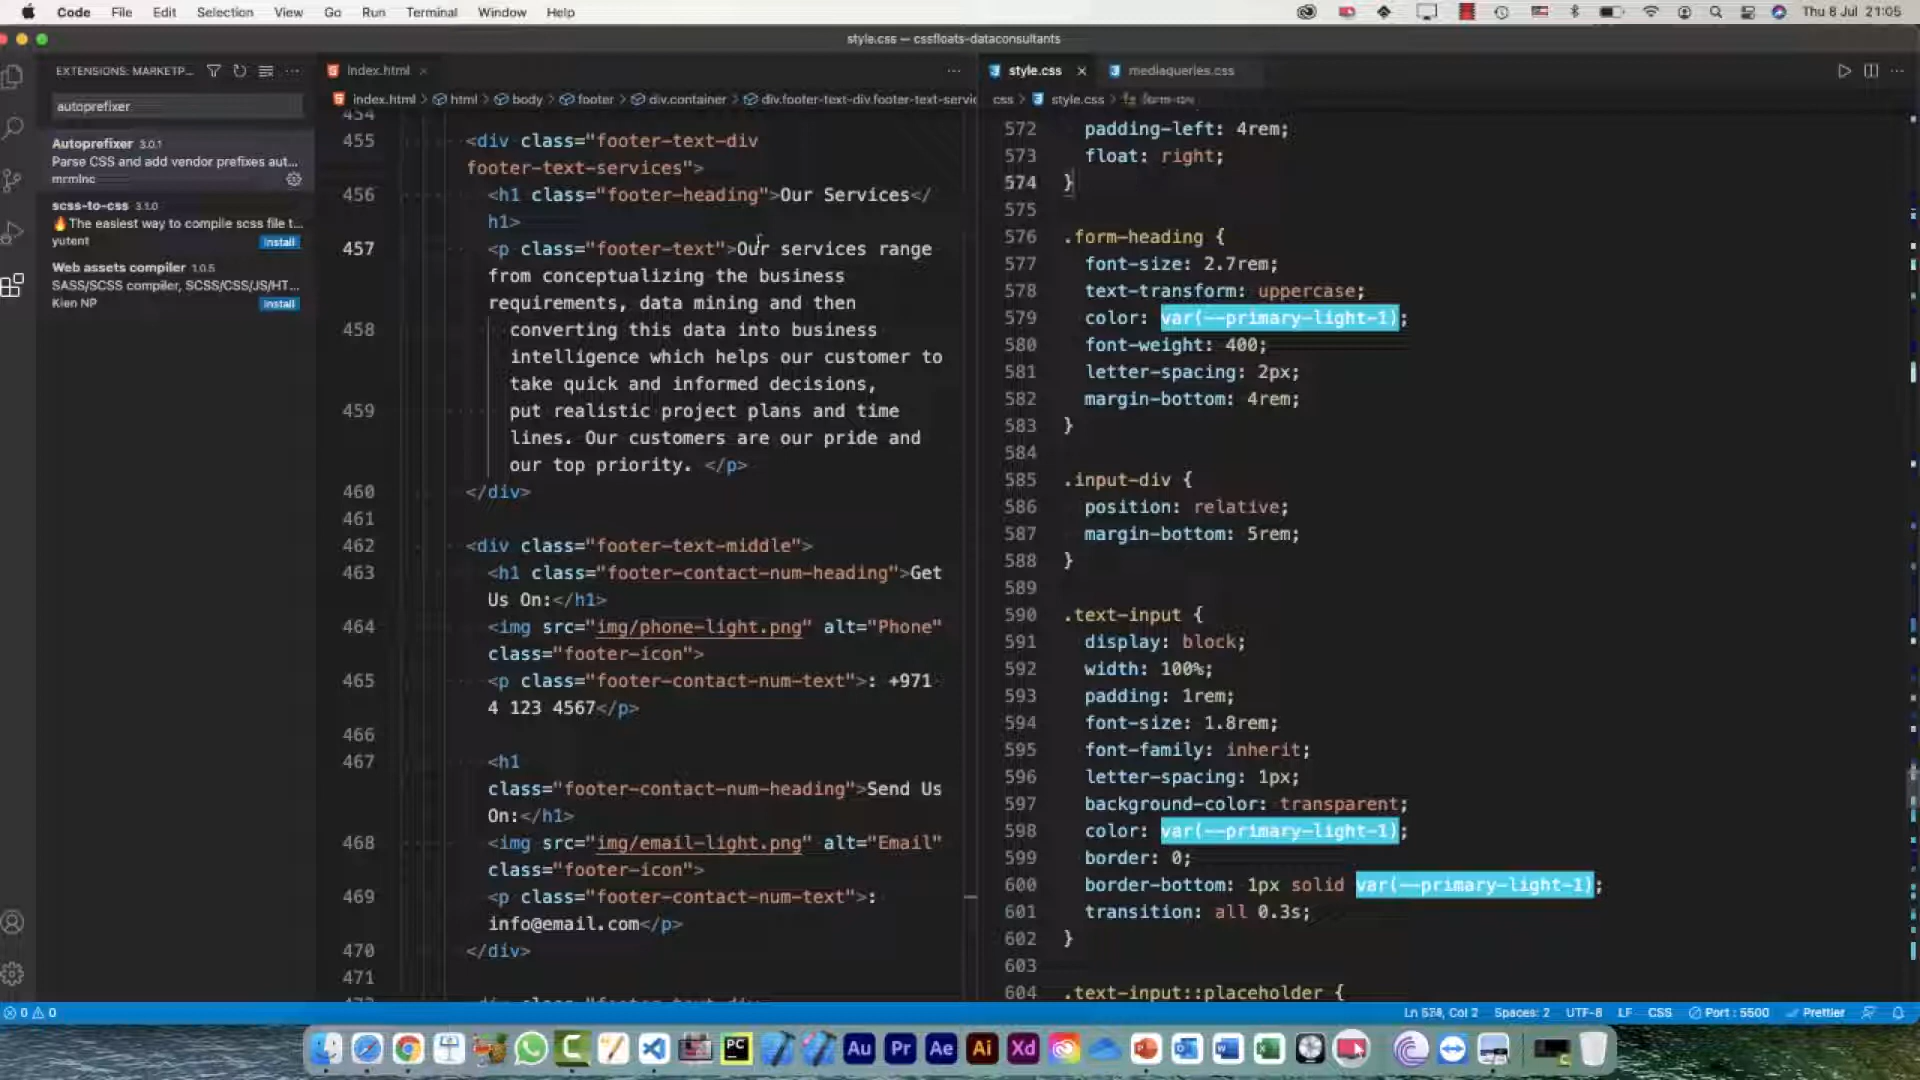 Code File Edit Selection View Go Run Terminal Window Help
Thu 8 Jul 21:05
style.css — cssfloats-dataconsultants
EXTENSIONS: MARKETP...
autoprefixer
Autoprefixer 3.0.1
Parse CSS and add vendor prefixes aut...
mrmlnc
scss-to-css 3.1.0
🔥The easiest way to compile scss file t...
yutent Install
Web assets compiler 1.0.5
SASS/SCSS compiler, SCSS/CSS/JS/HT...
Kien NP Install
index.html
index.html > html > body > footer > div.container > div.footer-text-div.footer-text-servic
454
455 <div class="footer-text-div
footer-text-services">
456 <h1 class="footer-heading">Our Services</
h1>
457 <p class="footer-text">Our services range
from conceptualizing the business
requirements, data mining and then
458 converting this data into business
intelligence which helps our customer to
take quick and informed decisions,
459 put realistic project plans and time
lines. Our customers are our pride and
our top priority. </p>
460 </div>
461
462 <div class="footer-text-middle">
463 <h1 class="footer-contact-num-heading">Get
Us On:</h1>
464 <img src="img/phone-light.png" alt="Phone"
class="footer-icon">
465 <p class="footer-contact-num-text">: +971
4 123 4567</p>
466
467 <h1
class="footer-contact-num-heading">Send Us
On:</h1>
468 <img src="img/email-light.png" alt="Email"
class="footer-icon">
469 <p class="footer-contact-num-text">:
info@email.com</p>
470 </div>
471
style.css mediaqueries.css
css > style.css >
572 padding-left: 4rem;
573 float: right;
574 }
575
576 .form-heading {
577 font-size: 2.7rem;
578 text-transform: uppercase;
579 color: var(--primary-light-1);
580 font-weight: 400;
581 letter-spacing: 2px;
582 margin-bottom: 4rem;
583 }
584
585 .input-div {
586 position: relative;
587 margin-bottom: 5rem;
588 }
589
590 .text-input {
591 display: block;
592 width: 100%;
593 padding: 1rem;
594 font-size: 1.8rem;
595 font-family: inherit;
596 letter-spacing: 1px;
597 background-color: transparent;
598 color: var(--primary-light-1);
599 border: 0;
600 border-bottom: 1px solid var(--primary-light-1);
601 transition: all 0.3s;
602 }
603
604 .text-input::placeholder {
0 0
Col 2 Spaces: 2 UTF-8 LF CSS Port : 5500 Prettier
PC Au Pr Ae Ai Xd